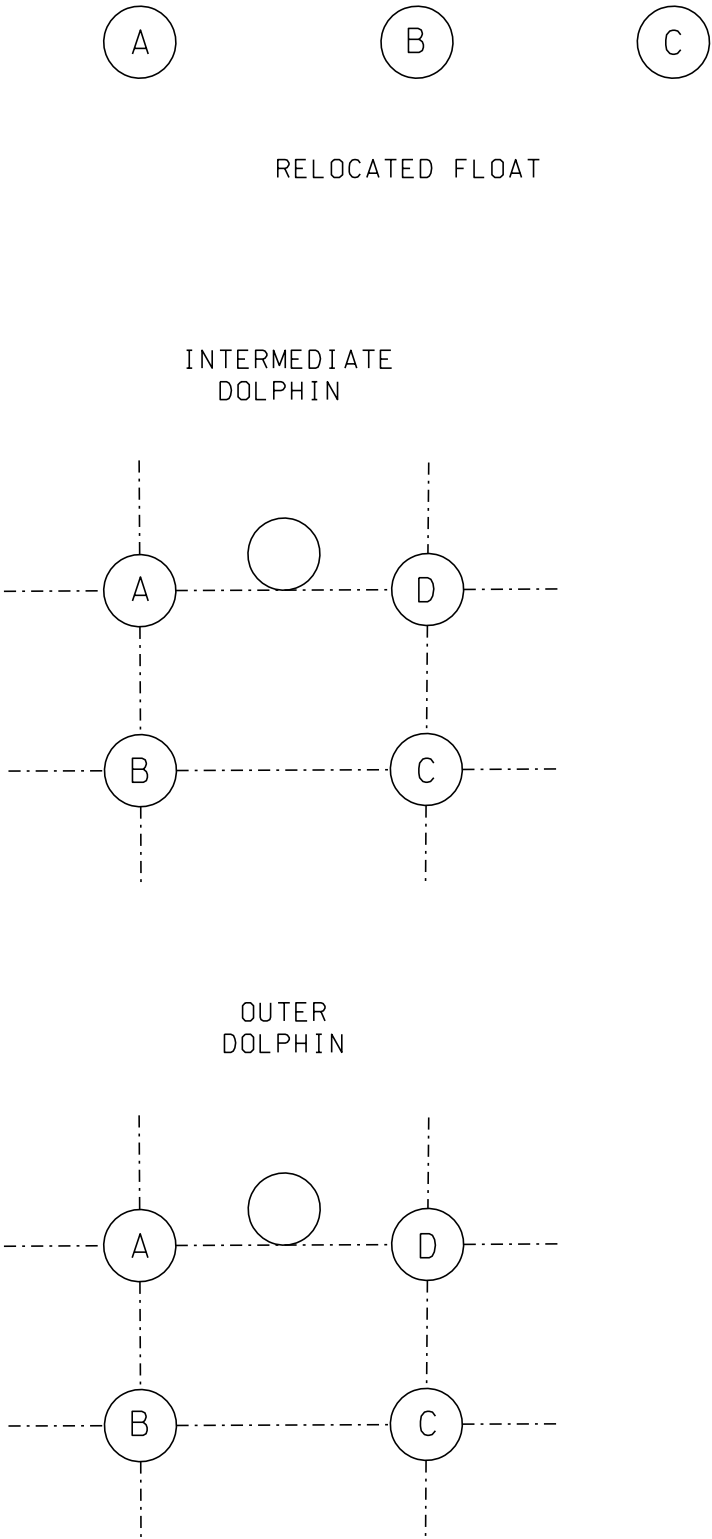 A B C
RELOCATED FLOAT
INTERMEDIATE
DOLPHIN
A D
B C
OUTER
DOLPHIN
A D
B C